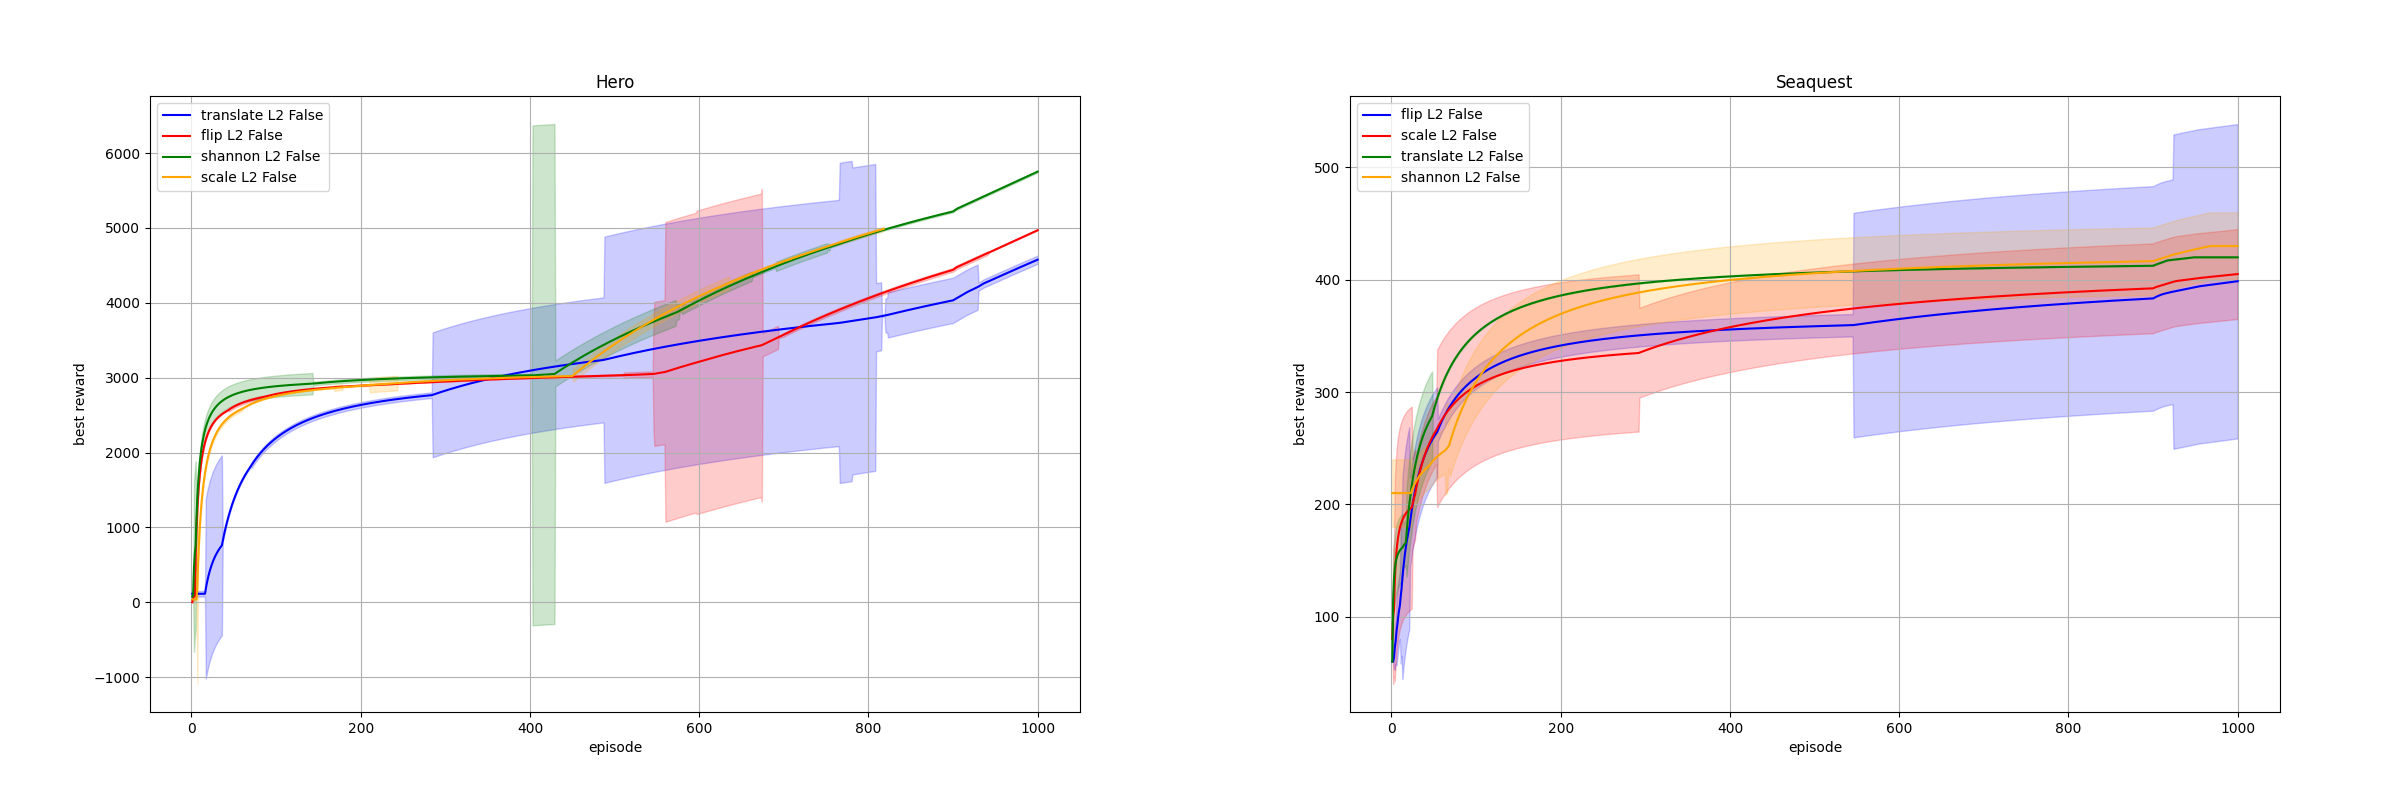 Hero
translate L2 False
flip L2 False
shannon L2 False
scale L2 False
6000
5000
4000
3000
2000
1000
0
−1000
best reward
0 200 400 600 800 1000
episode
Seaquest
flip L2 False
scale L2 False
translate L2 False
shannon L2 False
500
400
300
200
100
best reward
0 200 400 600 800 1000
episode